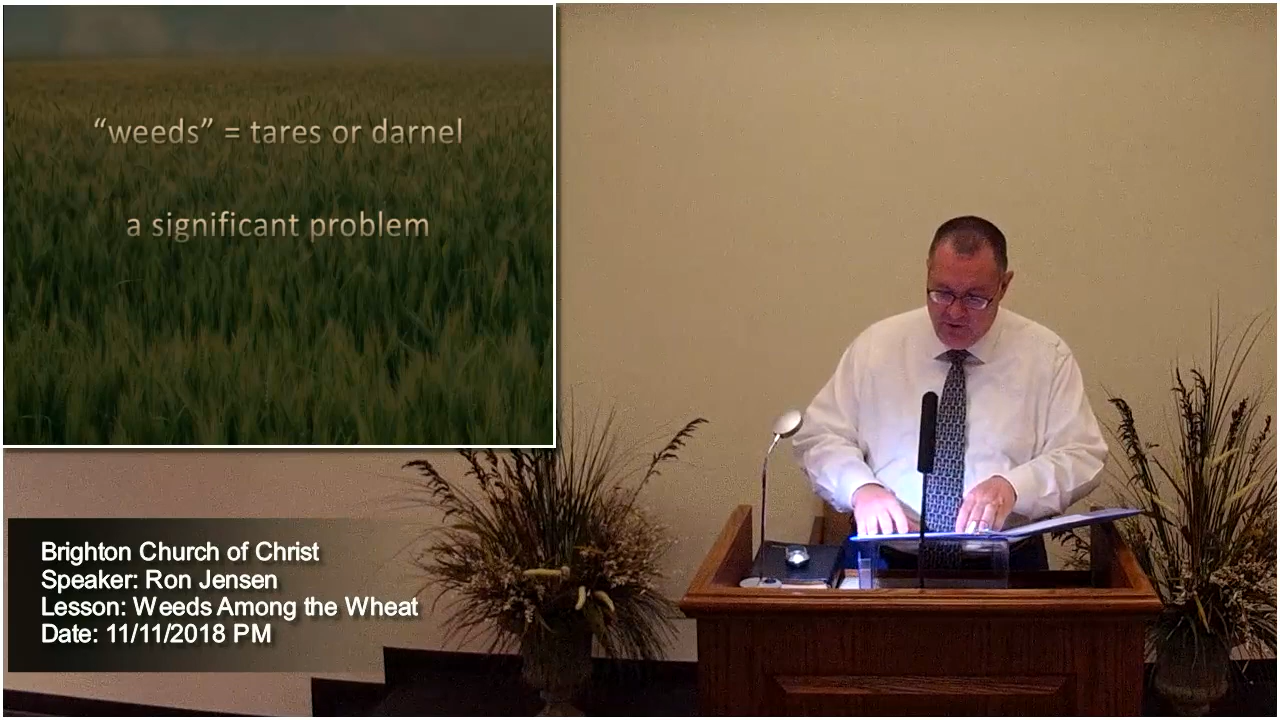 “weeds” = tares or darnel
a significant problem
Brighton Church of Christ
Speaker: Ron Jensen
Lesson: Weeds Among the Wheat
Date: 11/11/2018 PM